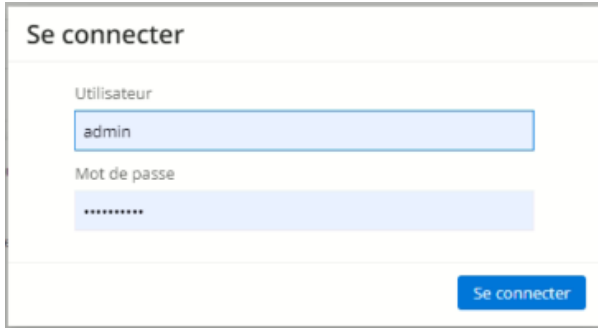 Se connecter
Utilisateur
admin
Mot de passe
••••••••••
Se connecter